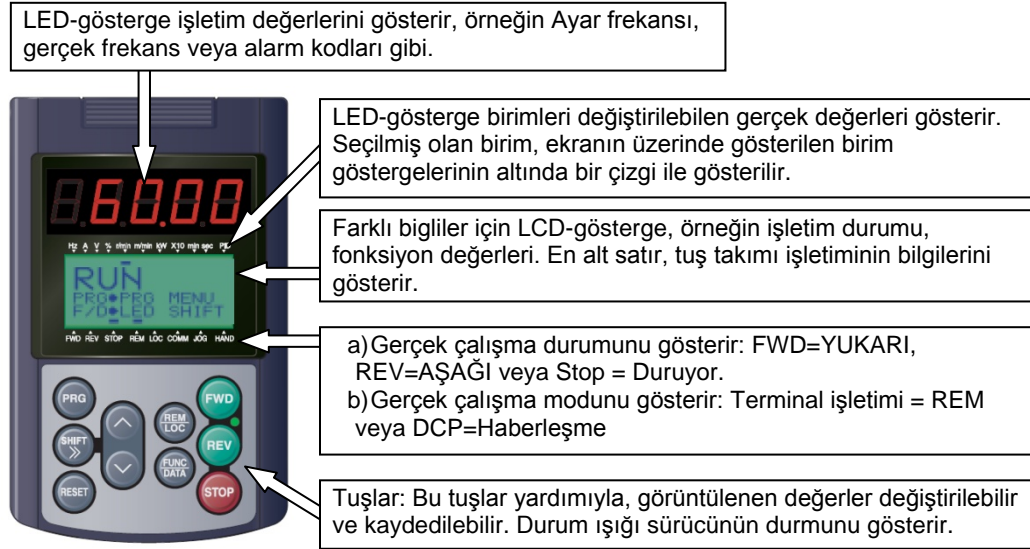 LED-gösterge işletim değerlerini gösterir, örneğin Ayar frekansı,
gerçek frekans veya alarm kodları gibi.
LED-gösterge birimleri değiştirilebilen gerçek değerleri gösterir.
Seçilmiş olan birim, ekranın üzerinde gösterilen birim
göstergelerinin altında bir çizgi ile gösterilir.
60.00
Hz A V % r/min m/min kW X10 min sec PID
Farklı bigliler için LCD-gösterge, örneğin işletim durumu,
fonksiyon değerleri. En alt satır, tuş takımı işletiminin bilgilerini
gösterir.
RUN
PRG PRG MENU
F/D LED SHIFT
FWD REV STOP REM LOC COMM JOG HAND
a)Gerçek çalışma durumunu gösterir: FWD=YUKARI,
REV=AŞAĞI veya Stop = Duruyor.
b)Gerçek çalışma modunu gösterir: Terminal işletimi = REM
veya DCP=Haberleşme
PRG
REM
LOC
FWD
SHIFT
REV
FUNC
DATA
RESET
STOP
Tuşlar: Bu tuşlar yardımıyla, görüntülenen değerler değiştirilebilir
ve kaydedilebilir. Durum ışığı sürücünün durmunu gösterir.